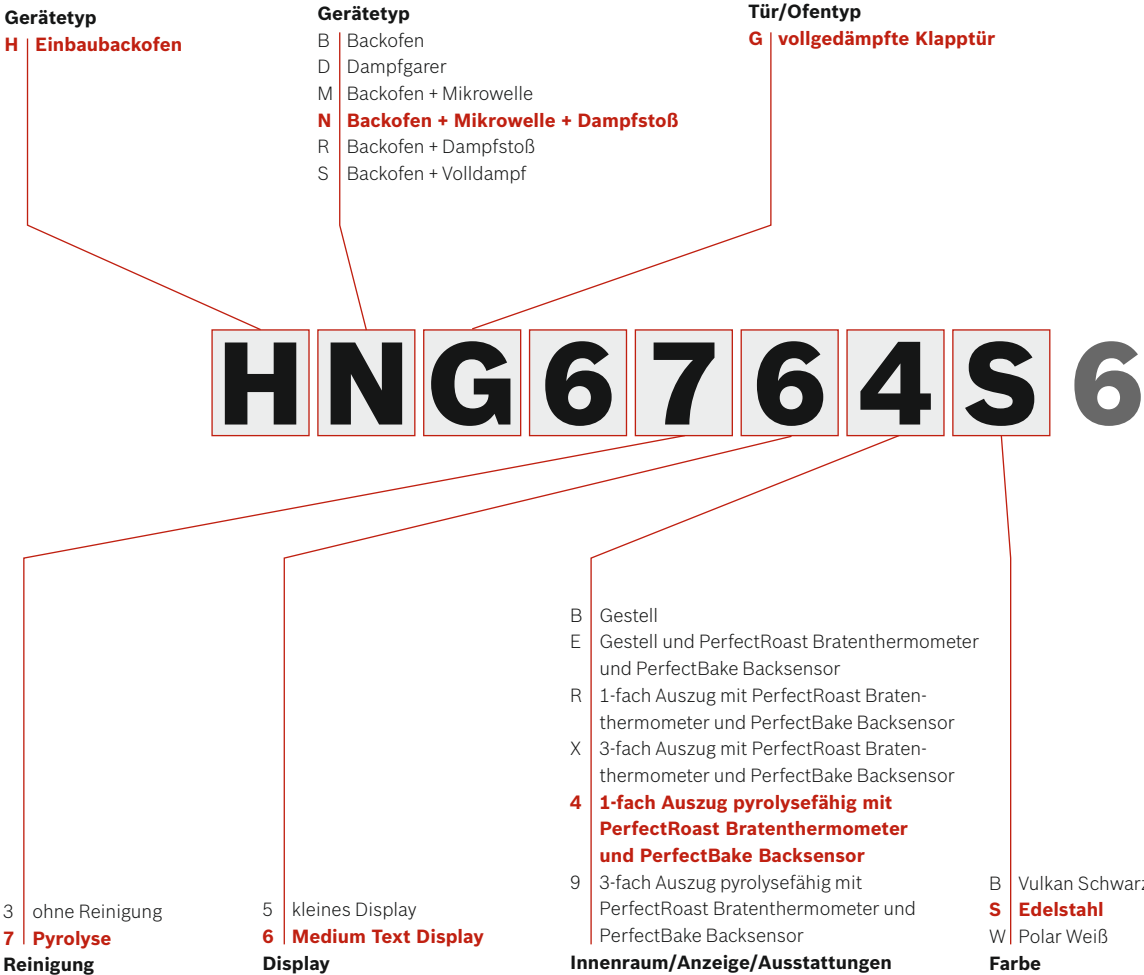 Gerätetyp
H Einbaubackofen
Gerätetyp
B Backofen
D Dampfgarer
M Backofen + Mikrowelle
N Backofen + Mikrowelle + Dampfstoß
R Backofen + Dampfstoß
S Backofen + Volldampf
Tür/Ofentyp
G vollgedämpfte Klapptür
HNG6764S6
3 ohne Reinigung
7 Pyrolyse
Reinigung
5 kleines Display
6 Medium Text Display
Display
B Gestell
E Gestell und PerfectRoast Bratenthermometer
und PerfectBake Backsensor
R 1-fach Auszug mit PerfectRoast Braten-
thermometer und PerfectBake Backsensor
X 3-fach Auszug mit PerfectRoast Braten-
thermometer und PerfectBake Backsensor
4 1-fach Auszug pyrolysefähig mit
PerfectRoast Bratenthermometer
und PerfectBake Backsensor
9 3-fach Auszug pyrolysefähig mit
PerfectRoast Bratenthermometer und
PerfectBake Backsensor
Innenraum/Anzeige/Ausstattungen
B Vulkan Schwarz
S Edelstahl
W Polar Weiß
Farbe